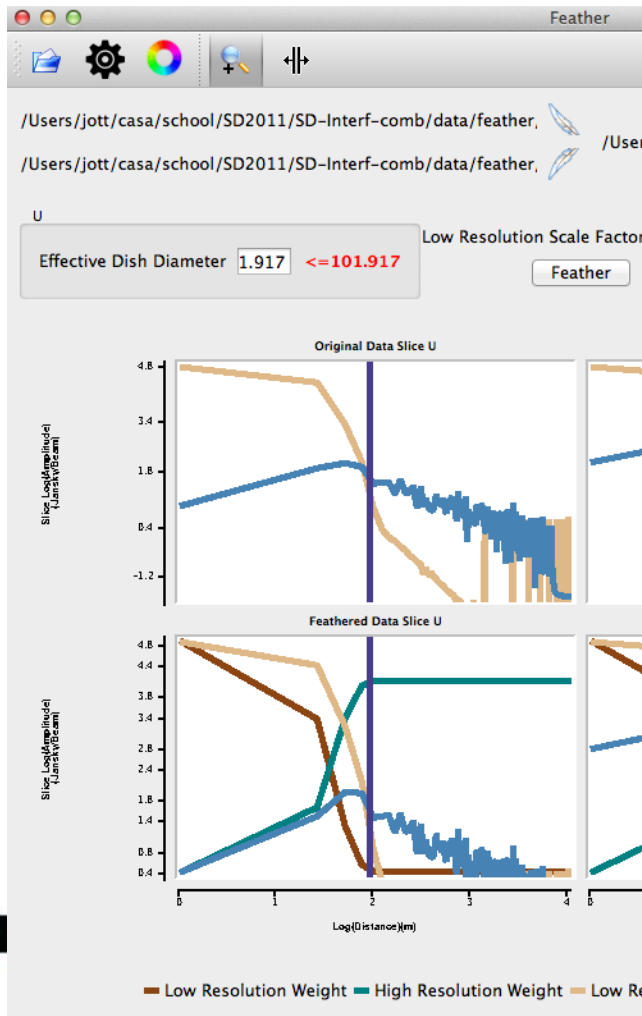 Feather
/Users/jott/casa/school/SD2011/SD-Interf-comb/data/feather,
/User
/Users/jott/casa/school/SD2011/SD-Interf-comb/data/feather,
U
Low Resolution Scale Factor
Effective Dish Diameter 1.917 <=101.917
Feather
Original Data Slice U
4.8
3.4
1.8
0.4
-1.2
Slice Log(Amplitude)
(Jansky/Beam)
Feathered Data Slice U
4.8
4.4
3.8
3.4
2.8
2.4
1.8
1.4
0.8
0.4
Slice Log(Amplitude)
(Jansky/Beam)
0 1 2 3 4
Log(Distance)(m)
Low Resolution Weight High Resolution Weight Low Re